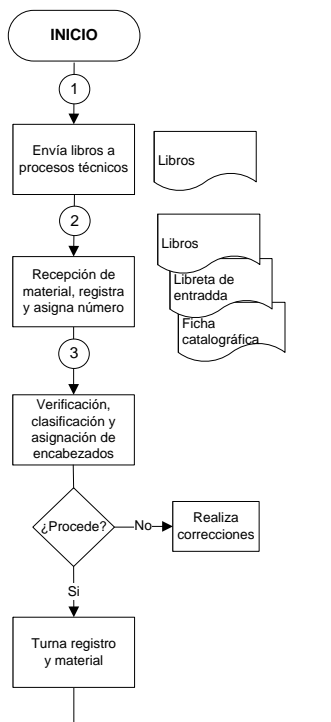 INICIO
1
Envía libros a
procesos técnicos
Libros
2
Recepción de
material, registra
y asigna número
Libros
Libreta de
entradda
Ficha
catalográfica
3
Verificación,
clasificación y
asignación de
encabezados
¿Procede?
No
Realiza
correcciones
Si
Turna registro
y material